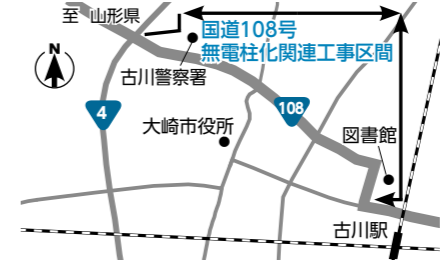 至 山形県
国道108号
無電柱化関連工事区間
N
古川警察署
4
108
大崎市役所
図書館
古川駅